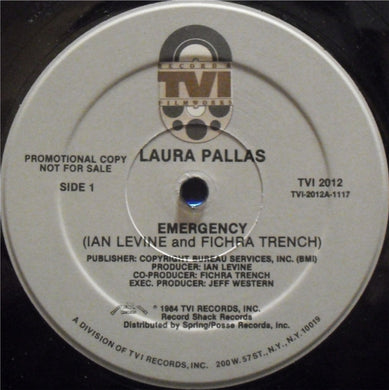 RECORDS
TVI
FILMWORKS
PROMOTIONAL COPY
NOT FOR SALE
LAURA PALLAS
SIDE 1
TVI 2012
TVI-2012A-1117
EMERGENCY
(IAN LEVINE and FICHRA TRENCH)
PUBLISHER: COPYRIGHT BUREAU SERVICES, INC. (BMI)
PRODUCER: IAN LEVINE
CO-PRODUCER: FICHRA TRENCH
EXEC. PRODUCER: JEFF WESTERN
℗ 1984 TVI RECORDS, INC.
Record Shack Records
Distributed by Spring/Posse Records, Inc.
A DIVISION OF TVI RECORDS, INC. 200 W. 57 ST., N.Y., N.Y. 10019